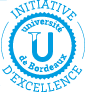 INITIATIVE
université
U
de Bordeaux
D'EXCELLENCE